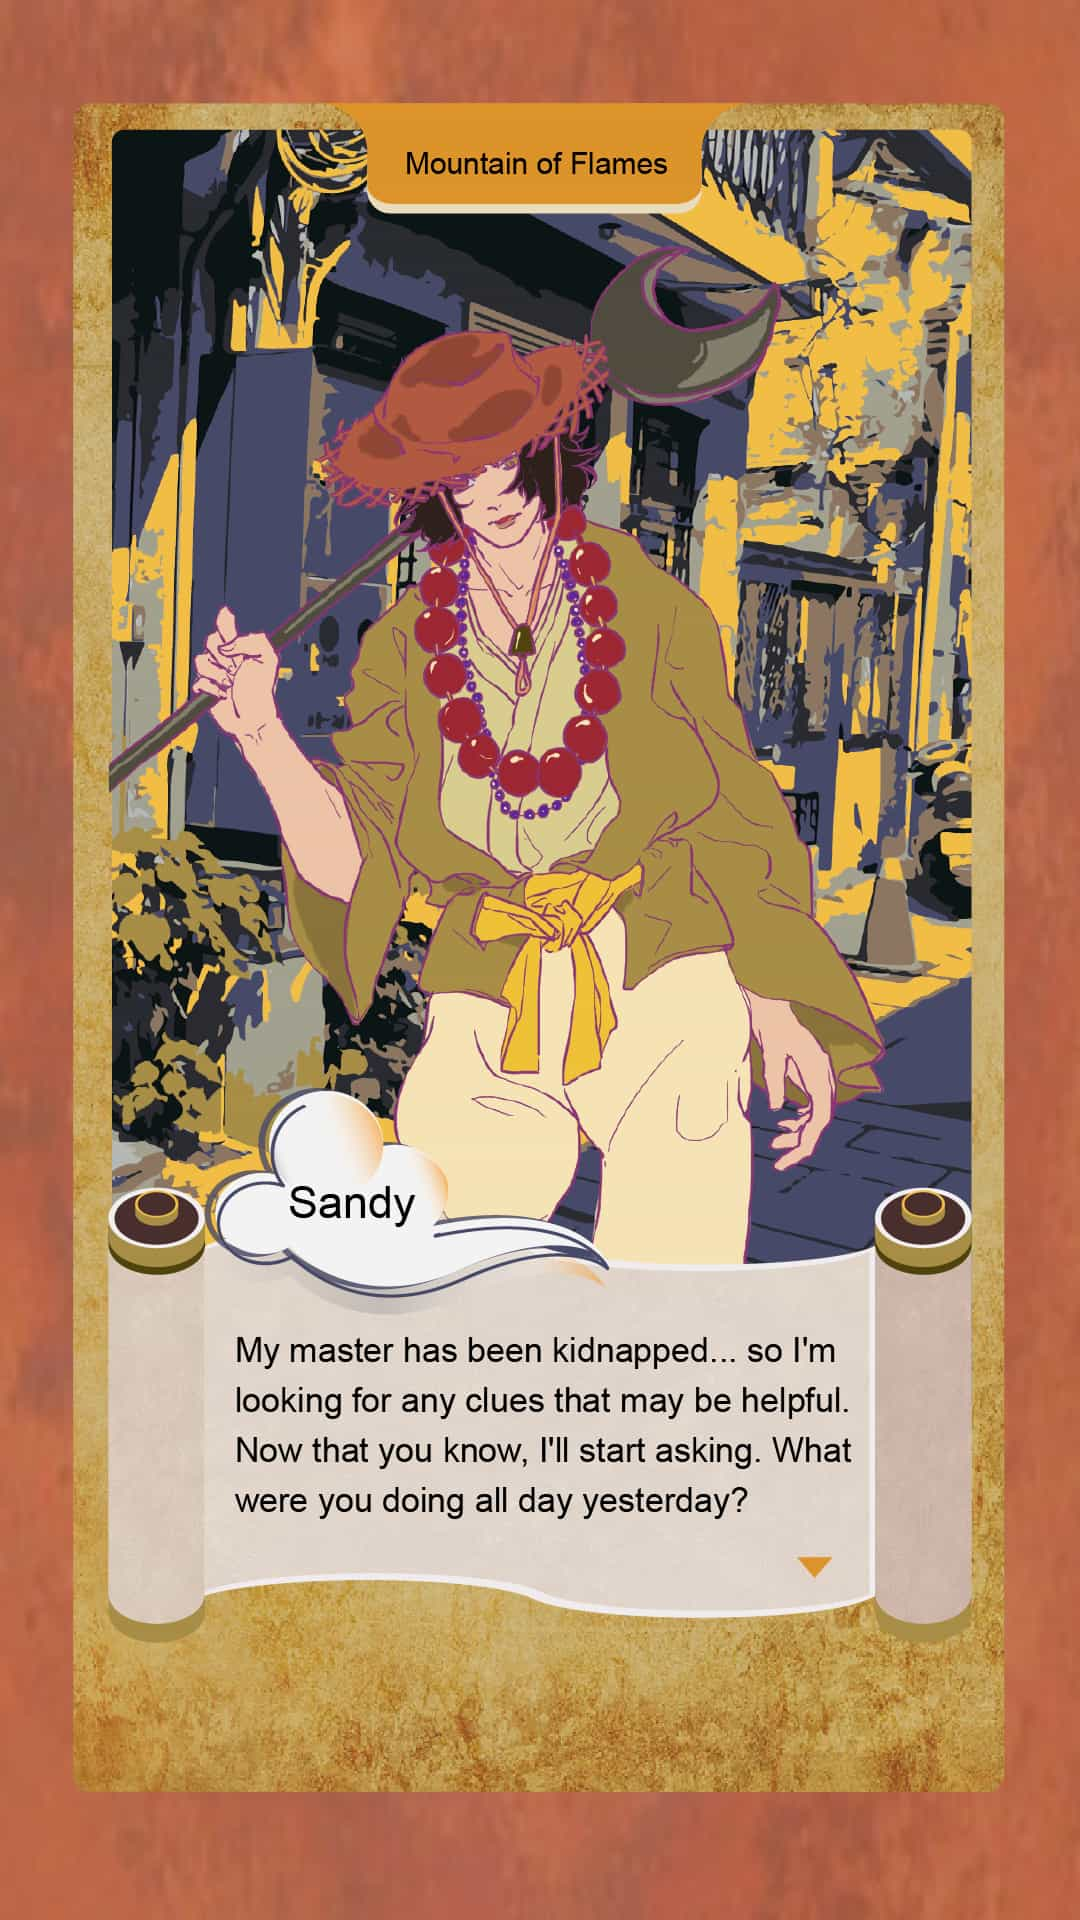 Mountain of Flames
Sandy
My master has been kidnapped... so I'm
looking for any clues that may be helpful.
Now that you know, I'll start asking. What
were you doing all day yesterday?